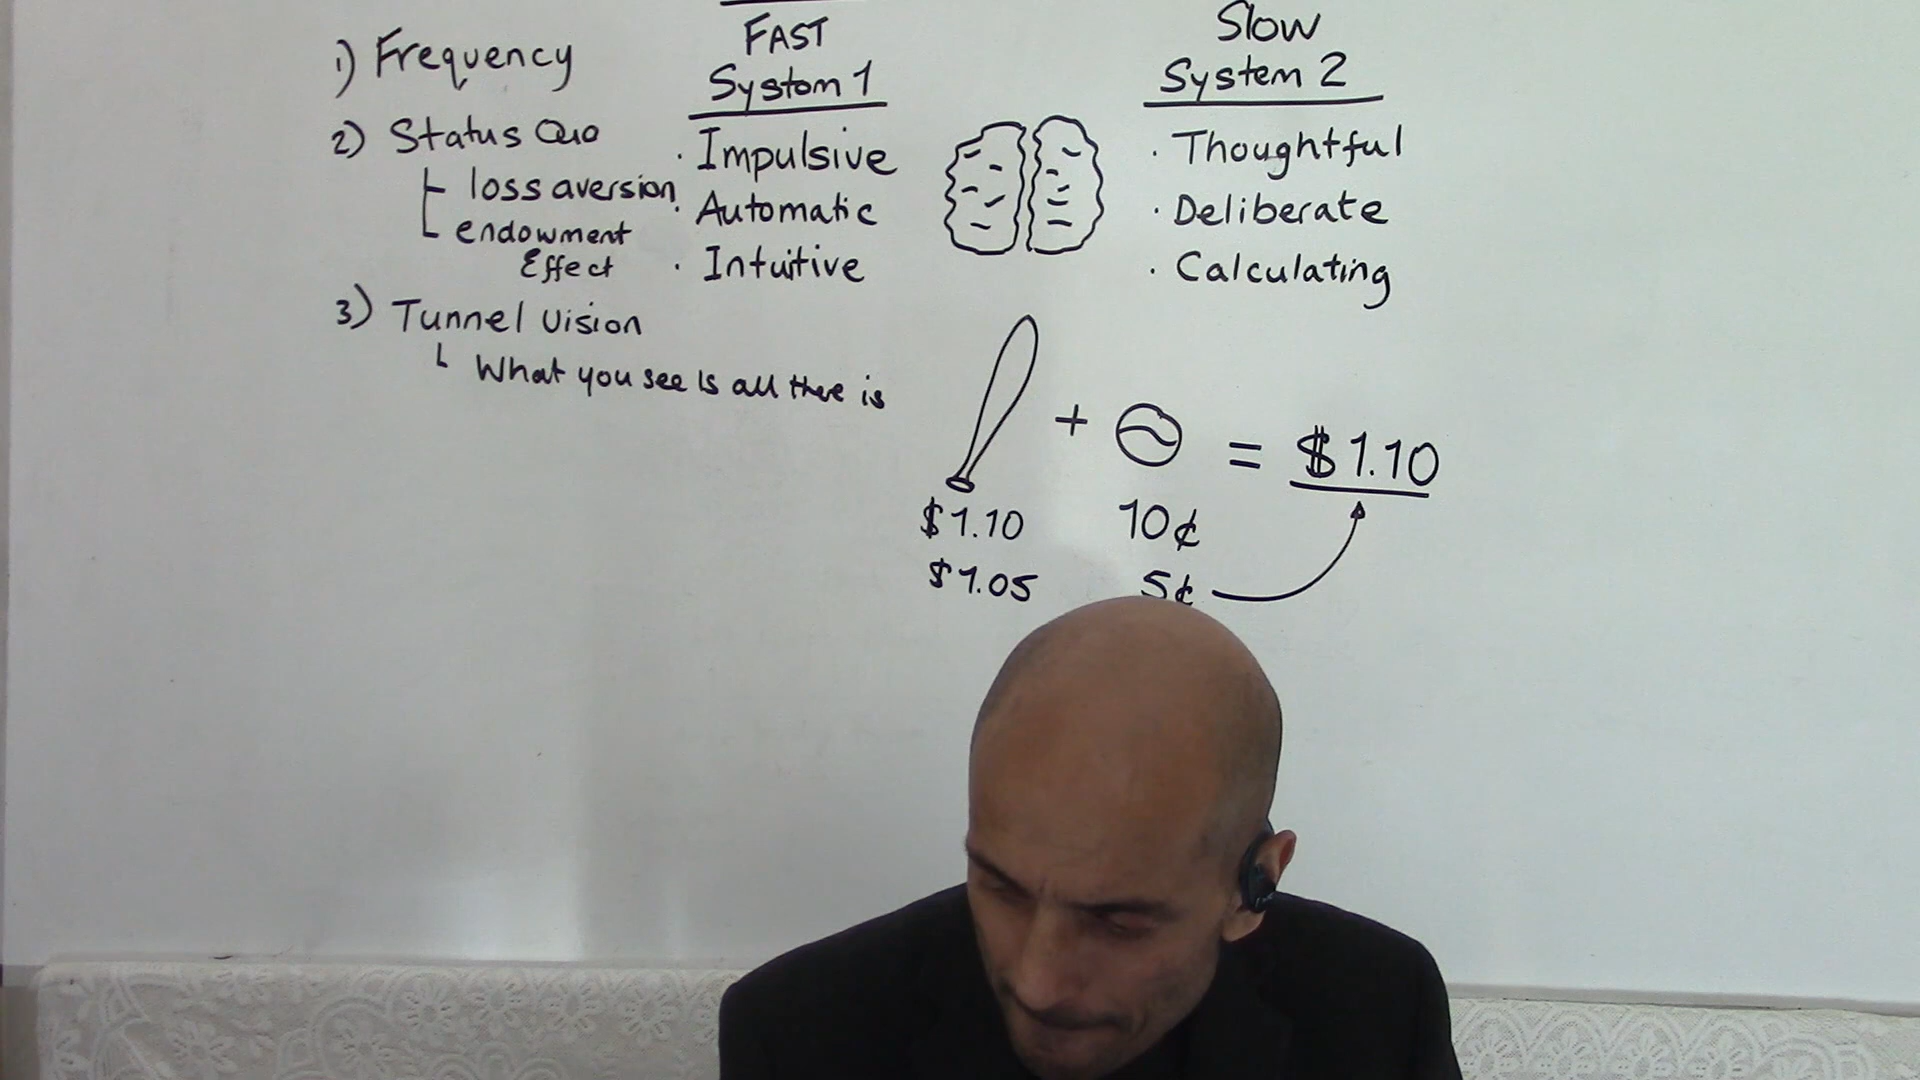 1) Frequency
2) Status Quo
loss aversion
endowment
Effect
3) Tunnel Vision
What you see is all there is
FAST
System 1
· Impulsive
· Automatic
· Intuitive
Slow
System 2
· Thoughtful
· Deliberate
· Calculating
+ = $1.10
$1.10 10¢
$1.05 5¢